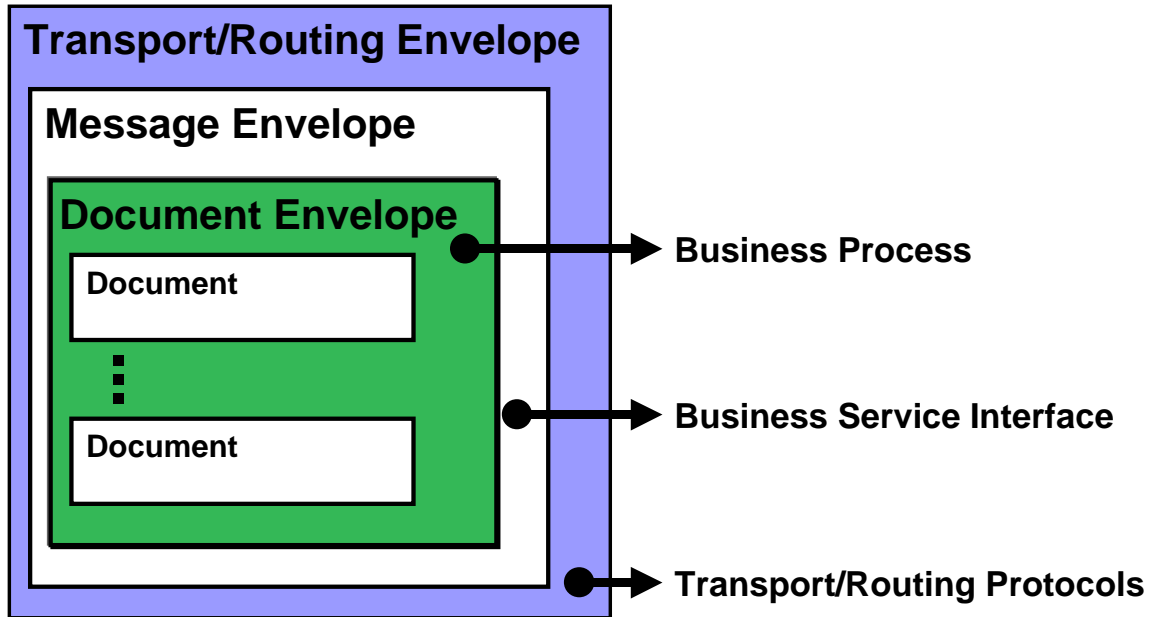 Transport/Routing Envelope
Message Envelope
Document Envelope
Document
Document
Business Process
Business Service Interface
Transport/Routing Protocols